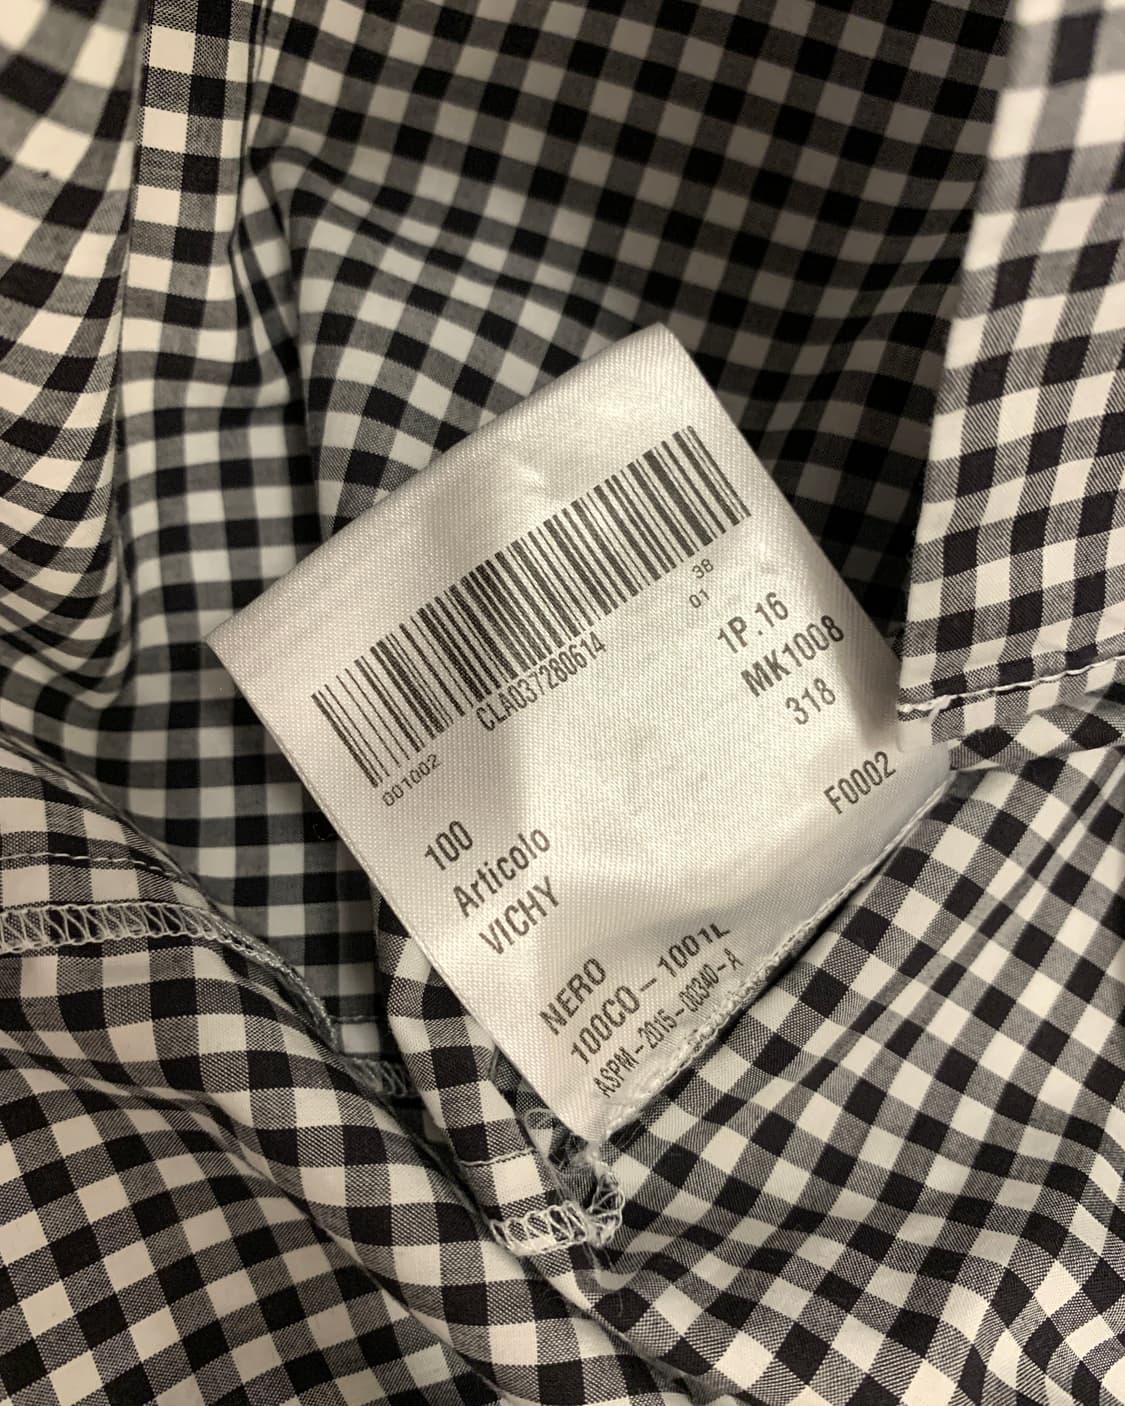 CLA037280614
38
001002
01
100
1P.16
Articolo
MK1008
VICHY
318
NERO
F0002
100CO-1001L
ASPM-2015-00340-A